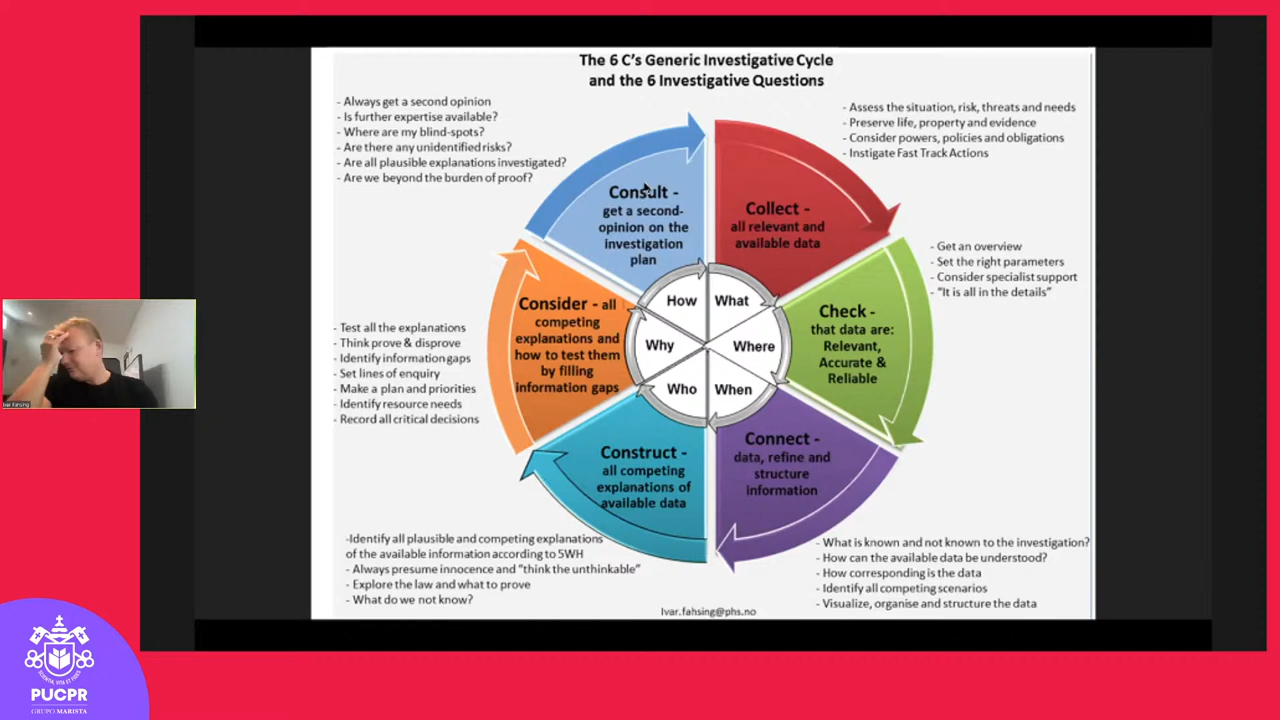 The 6 C's Generic Investigative Cycle
and the 6 Investigative Questions
- Always get a second opinion
- Is further expertise available?
- Where are my blind-spots?
- Are there any unidentified risks?
- Are all plausible explanations investigated?
- Are we beyond the burden of proof?
- Assess the situation, risk, threats and needs
- Preserve life, property and evidence
- Consider powers, policies and obligations
- Instigate Fast Track Actions
Consult -
get a second-
opinion on the
investigation
plan
Collect -
all relevant and
available data
- Get an overview
- Set the right parameters
- Consider specialist support
- "It is all in the details"
Check -
that data are:
Relevant,
Accurate &
Reliable
Consider - all
competing
explanations and
how to test them
by filling
information gaps
How
What
Why
Where
Who
When
- Test all the explanations
- Think prove & disprove
- Identify information gaps
- Set lines of enquiry
- Make a plan and priorities
- Identify resource needs
- Record all critical decisions
Construct -
all competing
explanations of
available data
Connect -
data, refine and
structure
information
-Identify all plausible and competing explanations
of the available information according to 5WH
- Always presume innocence and "think the unthinkable"
- Explore the law and what to prove
- What do we not know?
- What is known and not known to the investigation?
- How can the available data be understood?
- How corresponding is the data
- Identify all competing scenarios
- Visualize, organise and structure the data
Ivar.fahsing@phs.no
Ivar Fahsing
PUCPR
GRUPO MARISTA